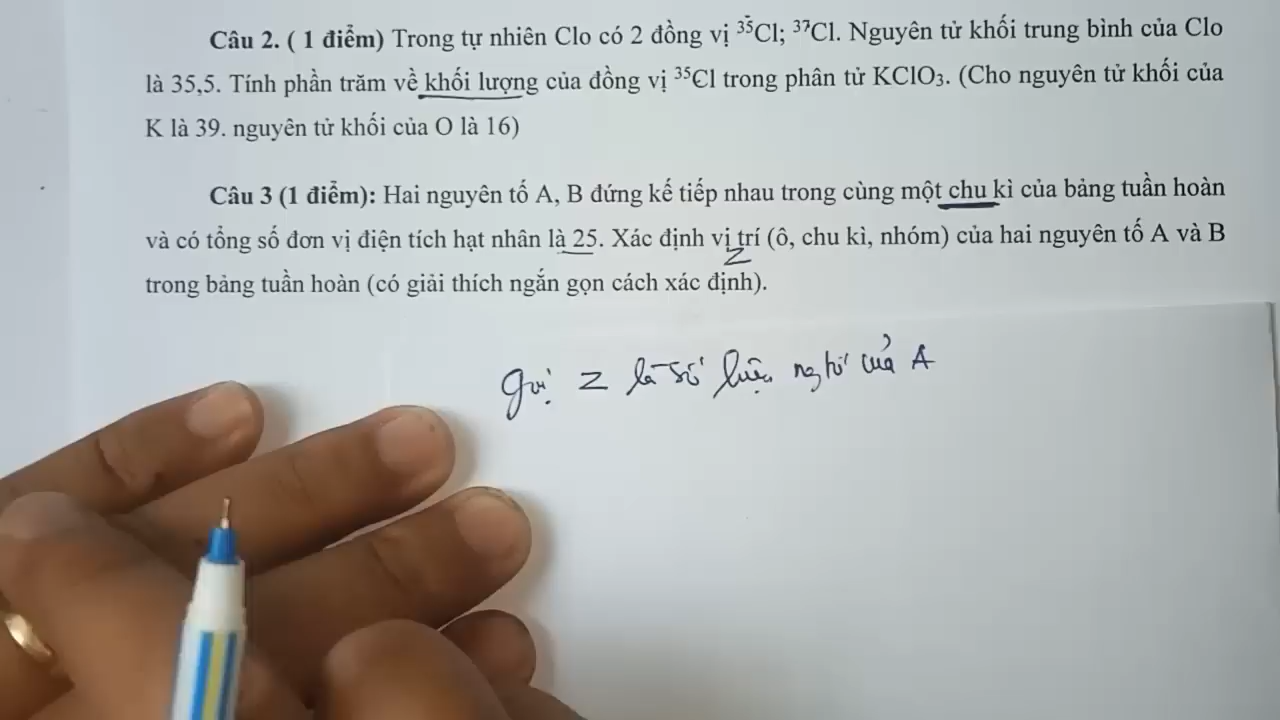 Câu 2. ( 1 điểm) Trong tự nhiên Clo có 2 đồng vị ³⁵Cl; ³⁷Cl. Nguyên tử khối trung bình của Clo
là 35,5. Tính phần trăm về khối lượng của đồng vị ³⁵Cl trong phân tử KClO₃. (Cho nguyên tử khối của
K là 39. nguyên tử khối của O là 16)
Câu 3 (1 điểm): Hai nguyên tố A, B đứng kế tiếp nhau trong cùng một chu kì của bảng tuần hoàn
và có tổng số đơn vị điện tích hạt nhân là 25. Xác định vị trí (ô, chu kì, nhóm) của hai nguyên tố A và B
Z
trong bảng tuần hoàn (có giải thích ngắn gọn cách xác định).
gọi Z là số hiệu ng tử của A